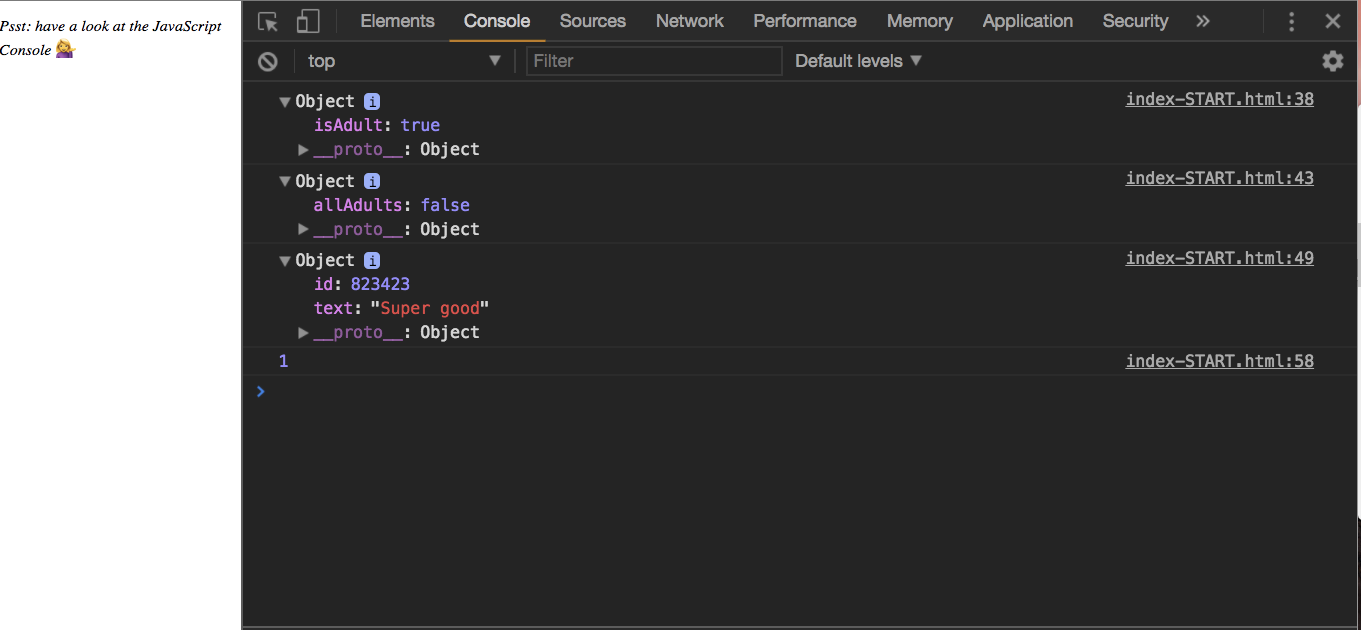 Psst: have a look at the JavaScript
Console 💁
Elements Console Sources Network Performance Memory Application Security »
top ▼ Filter Default levels ▼
▼Object i index-START.html:38
isAdult: true
▶__proto__: Object
▼Object i index-START.html:43
allAdults: false
▶__proto__: Object
▼Object i index-START.html:49
id: 823423
text: "Super good"
▶__proto__: Object
1 index-START.html:58
>